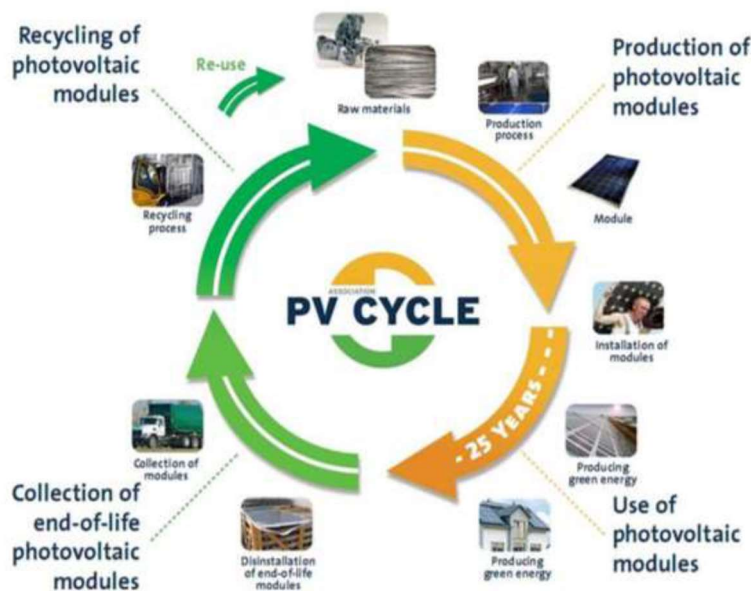 Recycling of
photovoltaic
modules
Re-use
Raw materials
Production
process
Production of
photovoltaic
modules
Module
Recycling
process
ASSOCIATION
PV CYCLE
Installation of
modules
25 YEARS
Producing
green energy
Use of
photovoltaic
modules
Producing
green energy
Disinstallation
of end-of-life
modules
Collection of
modules
Collection of
end-of-life
photovoltaic
modules